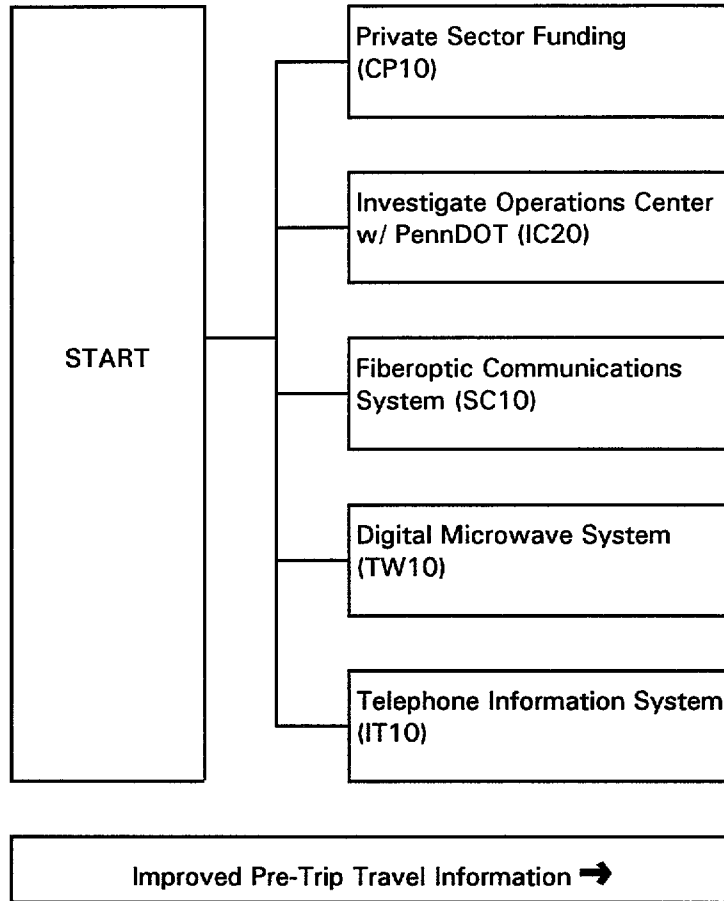 Private Sector Funding
(CP10)
Investigate Operations Center
w/ PennDOT (IC20)
START
Fiberoptic Communications
System (SC10)
Digital Microwave System
(TW10)
Telephone Information System
(IT10)
Improved Pre-Trip Travel Information →